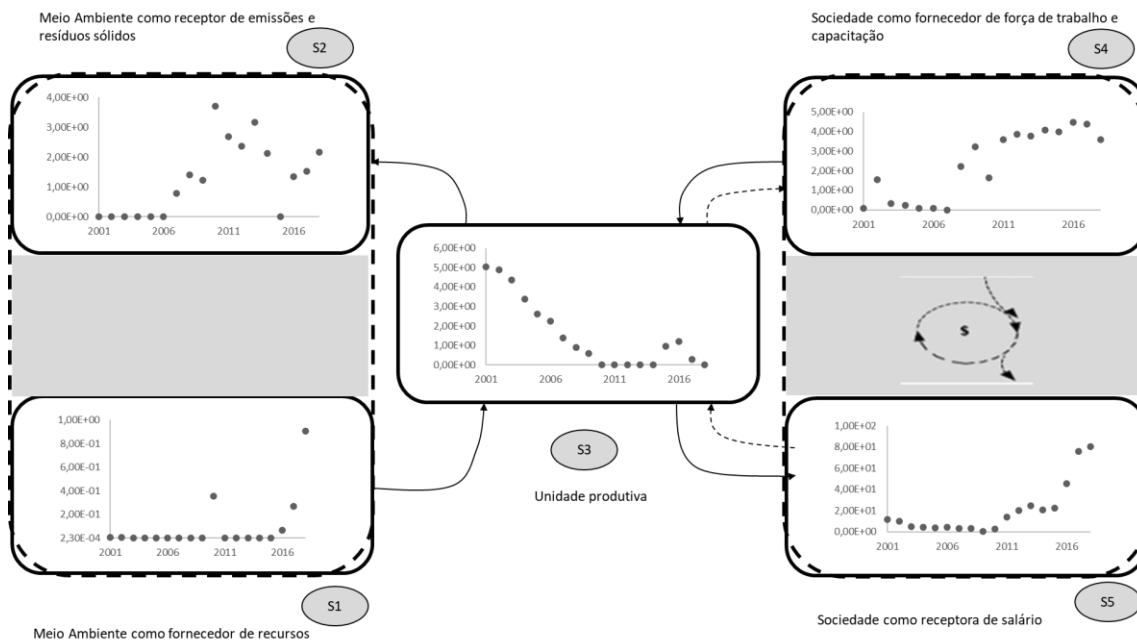 Meio Ambiente como receptor de emissões e
resíduos sólidos
S2
4,00E+00
3,00E+00
2,00E+00
1,00E+00
0,00E+00
2001 2006 2011 2016
Sociedade como fornecedor de força de trabalho e
capacitação
S4
5,00E+00
4,00E+00
3,00E+00
2,00E+00
1,00E+00
0,00E+00
2001 2006 2011 2016
6,00E+00
5,00E+00
4,00E+00
3,00E+00
2,00E+00
1,00E+00
0,00E+00
2001 2006 2011 2016
S3
Unidade produtiva
$
1,00E+00
8,00E-01
6,00E-01
4,00E-01
2,00E-01
2,30E-04
2001 2006 2011 2016
S1
Meio Ambiente como fornecedor de recursos
1,00E+02
8,00E+01
6,00E+01
4,00E+01
2,00E+01
0,00E+00
2001 2006 2011 2016
S5
Sociedade como receptora de salário